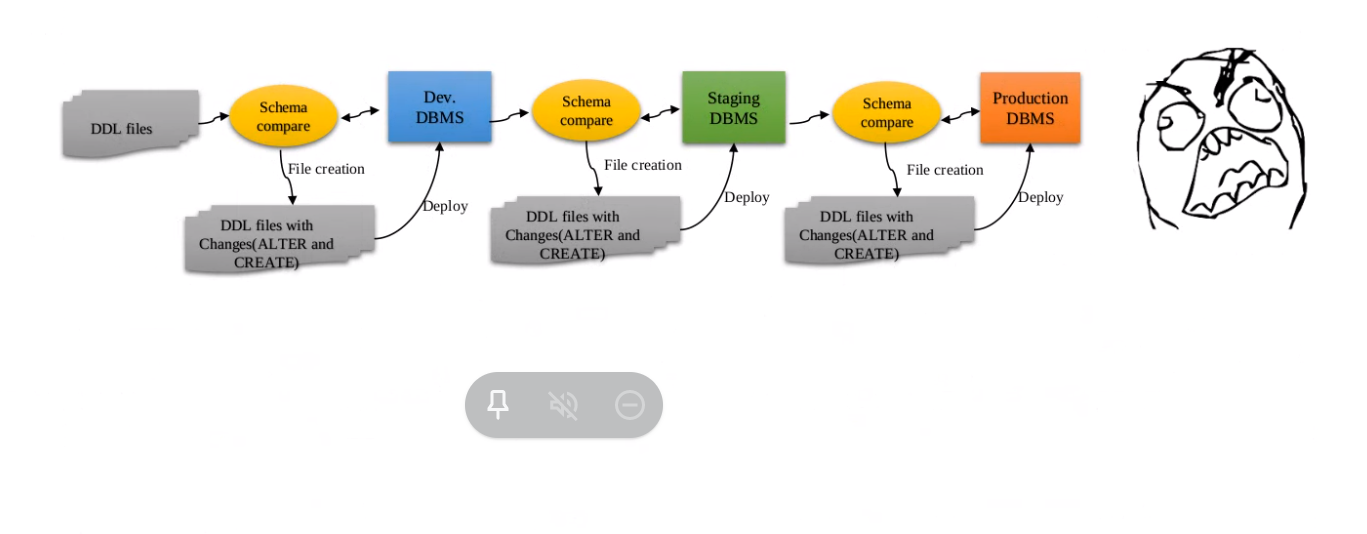 DDL files
Schema
compare
Dev.
DBMS
Schema
compare
Staging
DBMS
Schema
compare
Production
DBMS
File creation
File creation
File creation
Deploy
Deploy
Deploy
DDL files with
Changes(ALTER and
CREATE)
DDL files with
Changes(ALTER and
CREATE)
DDL files with
Changes(ALTER and
CREATE)